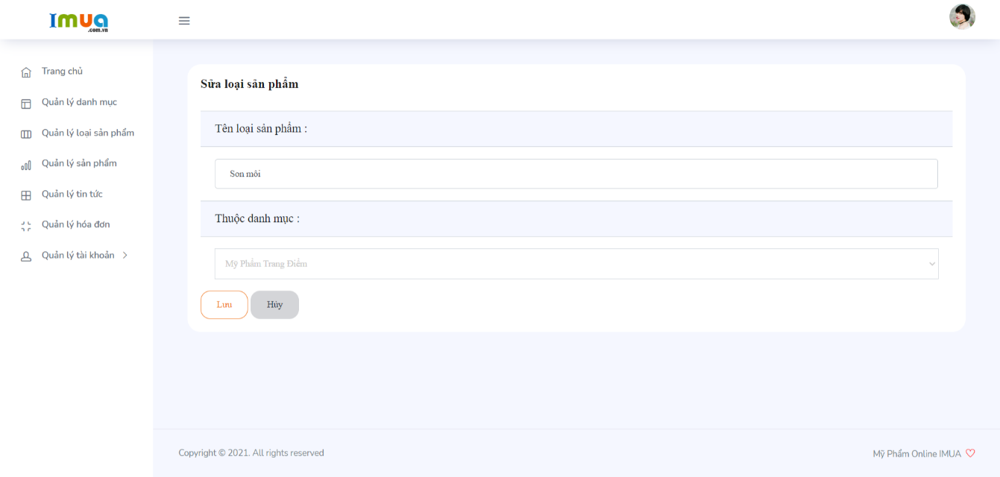 Imua
.com.vn
Trang chủ
Quản lý danh mục
Quản lý loại sản phẩm
Quản lý sản phẩm
Quản lý tin tức
Quản lý hóa đơn
Quản lý tài khoản
Sửa loại sản phẩm
Tên loại sản phẩm :
Son môi
Thuộc danh mục :
Mỹ Phẩm Trang Điểm
Lưu
Hủy
Copyright © 2021. All rights reserved
Mỹ Phẩm Online IMUA